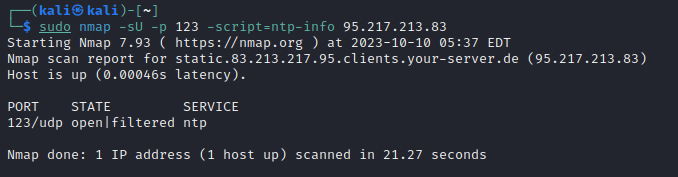 ┌──(kali㉿kali)-[~]
└─$ sudo nmap -sU -p 123 -script=ntp-info 95.217.213.83
Starting Nmap 7.93 ( https://nmap.org ) at 2023-10-10 05:37 EDT
Nmap scan report for static.83.213.217.95.clients.your-server.de (95.217.213.83)
Host is up (0.00046s latency).
PORT    STATE         SERVICE
123/udp open|filtered ntp
Nmap done: 1 IP address (1 host up) scanned in 21.27 seconds